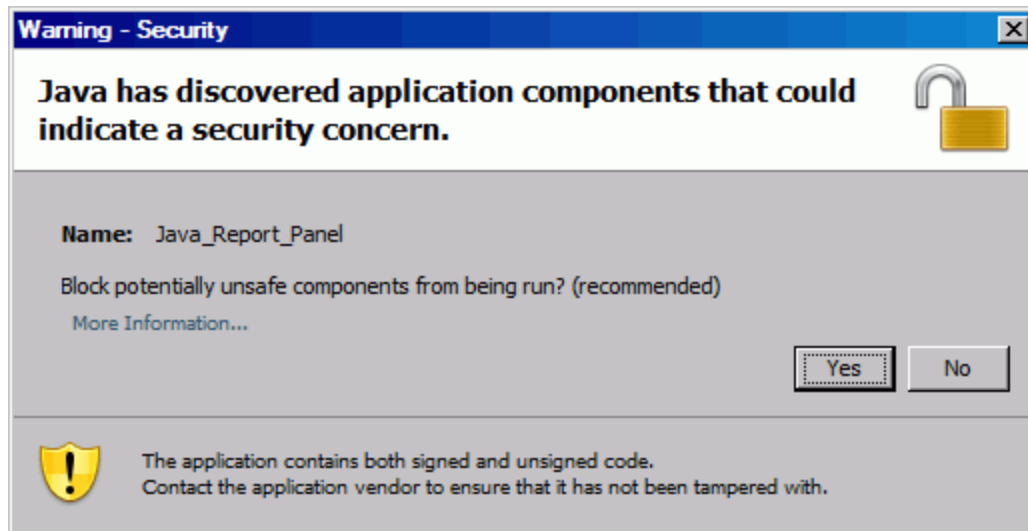 Warning - Security
Java has discovered application components that could
indicate a security concern.
Name: Java_Report_Panel
Block potentially unsafe components from being run? (recommended)
More Information...
Yes No
The application contains both signed and unsigned code.
Contact the application vendor to ensure that it has not been tampered with.